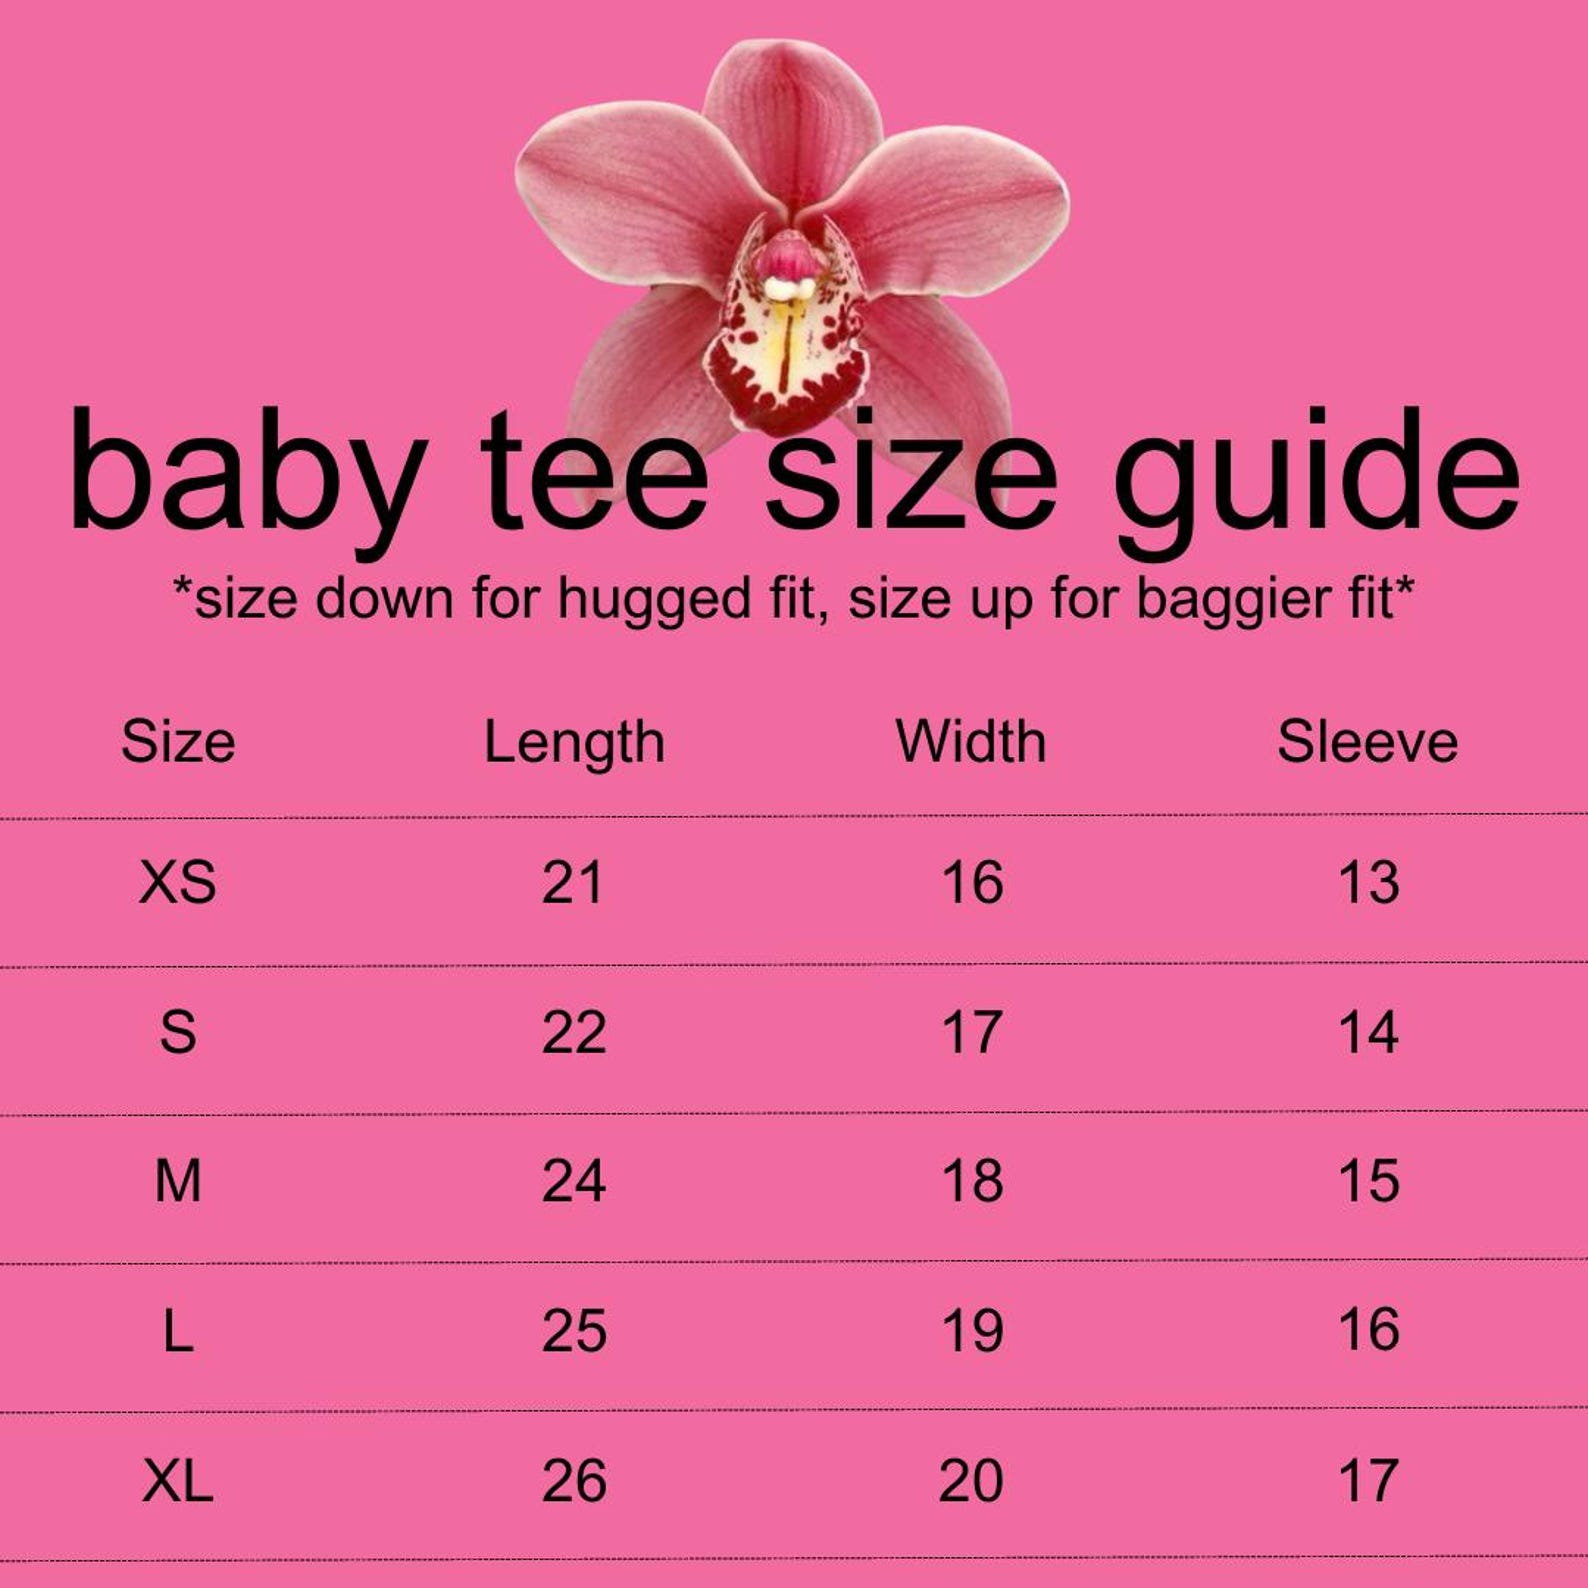 baby tee size guide
*size down for hugged fit, size up for baggier fit*
Size Length Width Sleeve
XS 21 16 13
S 22 17 14
M 24 18 15
L 25 19 16
XL 26 20 17